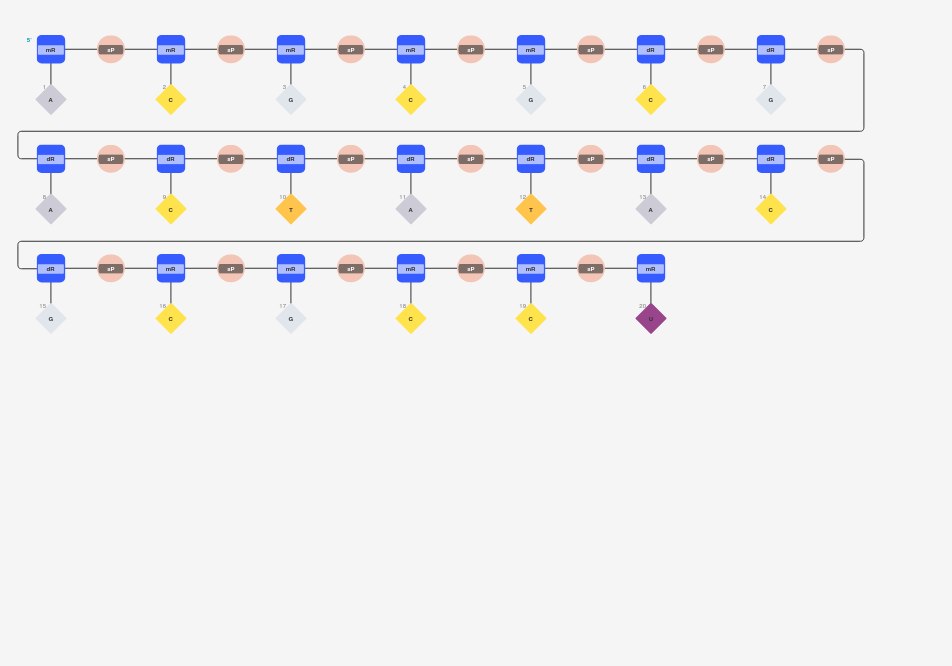 5'
mR sP mR sP mR sP mR sP mR sP dR sP dR sP
1 2 3 4 5 6 7
A C G C G C G
dR sP dR sP dR sP dR sP dR sP dR sP dR sP
8 9 10 11 12 13 14
A C T A T A C
dR sP mR sP mR sP mR sP mR sP mR
15 16 17 18 19 20
G C G C C U